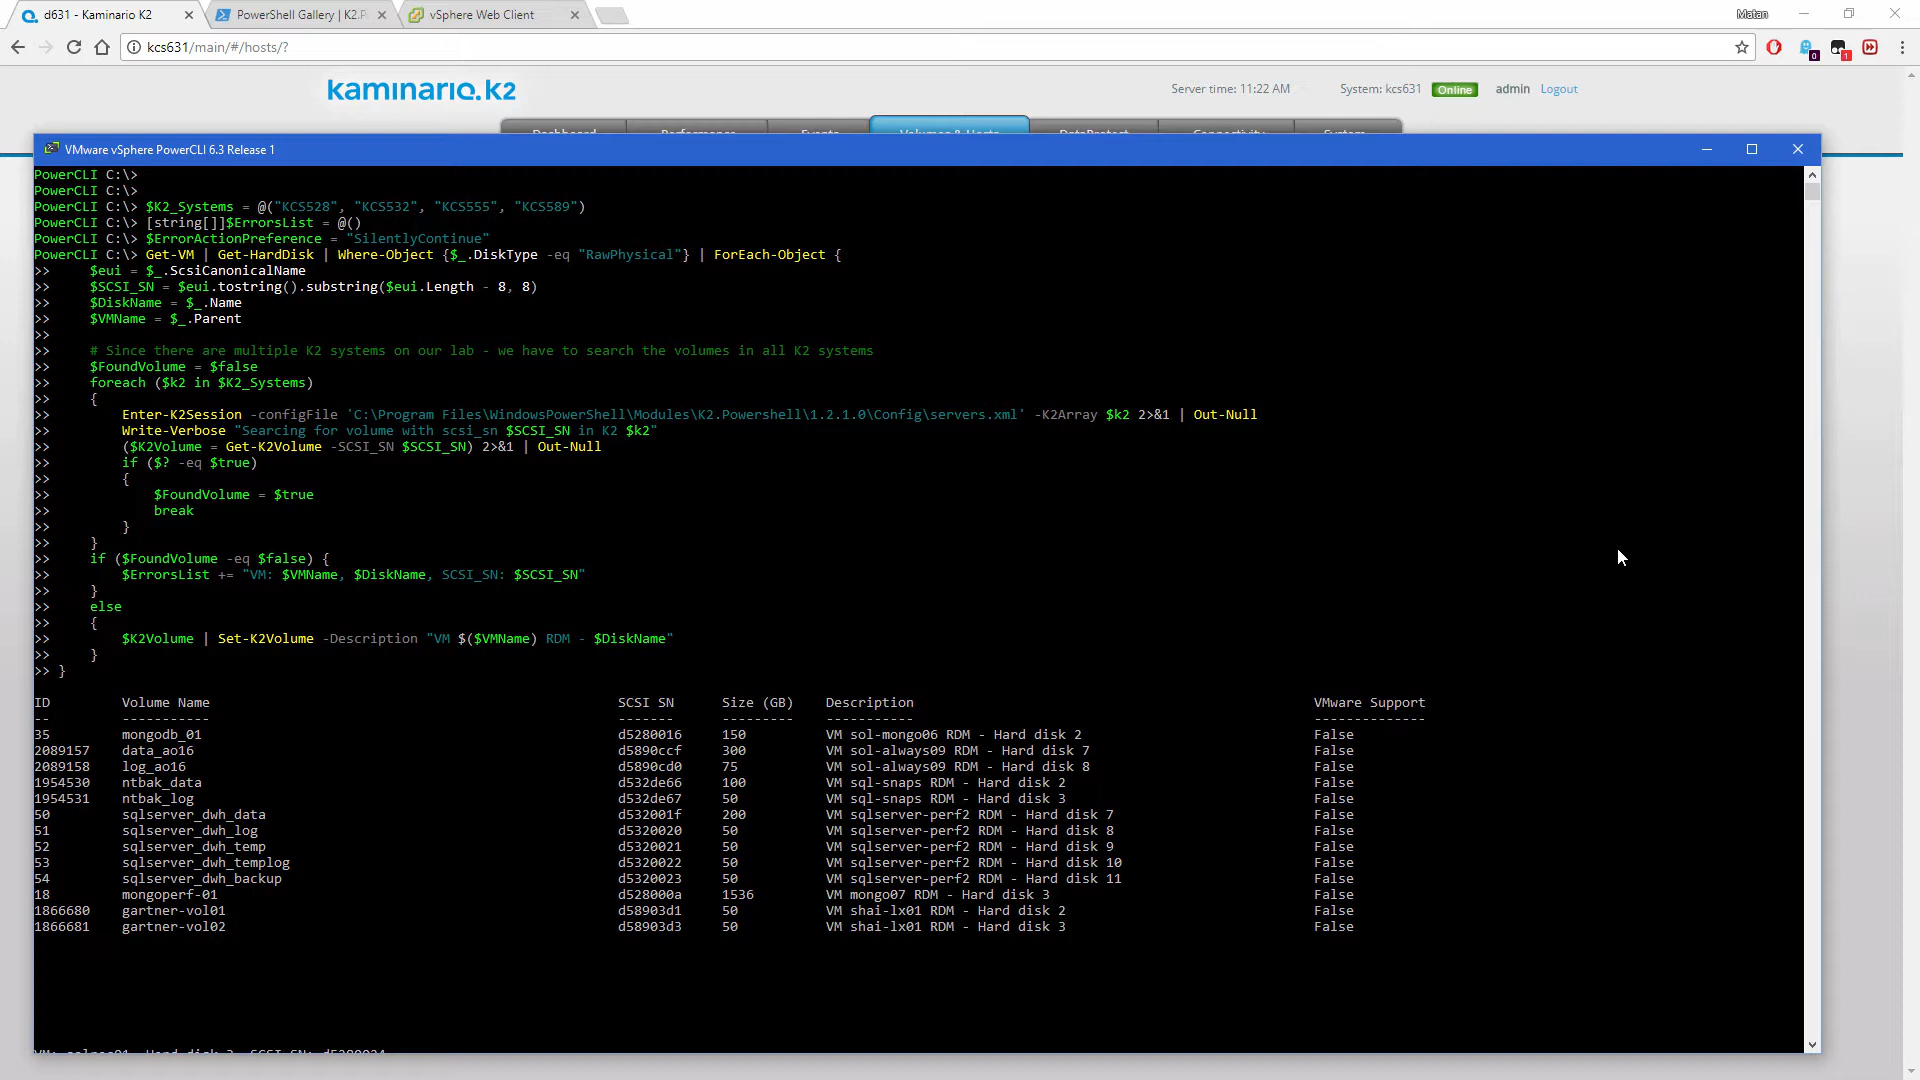 d631 - Kaminario K2
PowerShell Gallery | K2.P
vSphere Web Client
Matan
kcs631/main/#/hosts/?
0
1
kaminario.k2
Server time: 11:22 AM
System: kcs631
Online
admin
Logout
Dashboard
Performance
Events
Volumes & Hosts
DataProtect
Connectivity
System
VMware vSphere PowerCLI 6.3 Release 1
PowerCLI C:\>
PowerCLI C:\>
PowerCLI C:\> $K2_Systems = @("KCS528", "KCS532", "KCS555", "KCS589")
PowerCLI C:\> [string[]]$ErrorsList = @()
PowerCLI C:\> $ErrorActionPreference = "SilentlyContinue"
PowerCLI C:\> Get-VM | Get-HardDisk | Where-Object {$_.DiskType -eq "RawPhysical"} | ForEach-Object {
>>     $eui = $_.ScsiCanonicalName
>>     $SCSI_SN = $eui.tostring().substring($eui.Length - 8, 8)
>>     $DiskName = $_.Name
>>     $VMName = $_.Parent
>>
>>     # Since there are multiple K2 systems on our lab - we have to search the volumes in all K2 systems
>>     $FoundVolume = $false
>>     foreach ($k2 in $K2_Systems)
>>     {
>>         Enter-K2Session -configFile 'C:\Program Files\WindowsPowerShell\Modules\K2.Powershell\1.2.1.0\Config\servers.xml' -K2Array $k2 2>&1 | Out-Null
>>         Write-Verbose "Searcing for volume with scsi_sn $SCSI_SN in K2 $k2"
>>         ($K2Volume = Get-K2Volume -SCSI_SN $SCSI_SN) 2>&1 | Out-Null
>>         if ($? -eq $true)
>>         {
>>             $FoundVolume = $true
>>             break
>>         }
>>     }
>>     if ($FoundVolume -eq $false) {
>>         $ErrorsList += "VM: $VMName, $DiskName, SCSI_SN: $SCSI_SN"
>>     }
>>     else
>>     {
>>         $K2Volume | Set-K2Volume -Description "VM $($VMName) RDM - $DiskName"
>>     }
>> }
ID Volume Name SCSI SN Size (GB) Description VMware Support
-- ----------- ------- --------- ----------- --------------
35 mongodb_01 d5280016 150 VM sol-mongo06 RDM - Hard disk 2 False
2089157 data_ao16 d5890ccf 300 VM sol-always09 RDM - Hard disk 7 False
2089158 log_ao16 d5890cd0 75 VM sol-always09 RDM - Hard disk 8 False
1954530 ntbak_data d532de66 100 VM sql-snaps RDM - Hard disk 2 False
1954531 ntbak_log d532de67 50 VM sql-snaps RDM - Hard disk 3 False
50 sqlserver_dwh_data d532001f 200 VM sqlserver-perf2 RDM - Hard disk 7 False
51 sqlserver_dwh_log d5320020 50 VM sqlserver-perf2 RDM - Hard disk 8 False
52 sqlserver_dwh_temp d5320021 50 VM sqlserver-perf2 RDM - Hard disk 9 False
53 sqlserver_dwh_templog d5320022 50 VM sqlserver-perf2 RDM - Hard disk 10 False
54 sqlserver_dwh_backup d5320023 50 VM sqlserver-perf2 RDM - Hard disk 11 False
18 mongoperf-01 d528000a 1536 VM mongo07 RDM - Hard disk 3 False
1866680 gartner-vol01 d58903d1 50 VM shai-lx01 RDM - Hard disk 2 False
1866681 gartner-vol02 d58903d3 50 VM shai-lx01 RDM - Hard disk 3 False